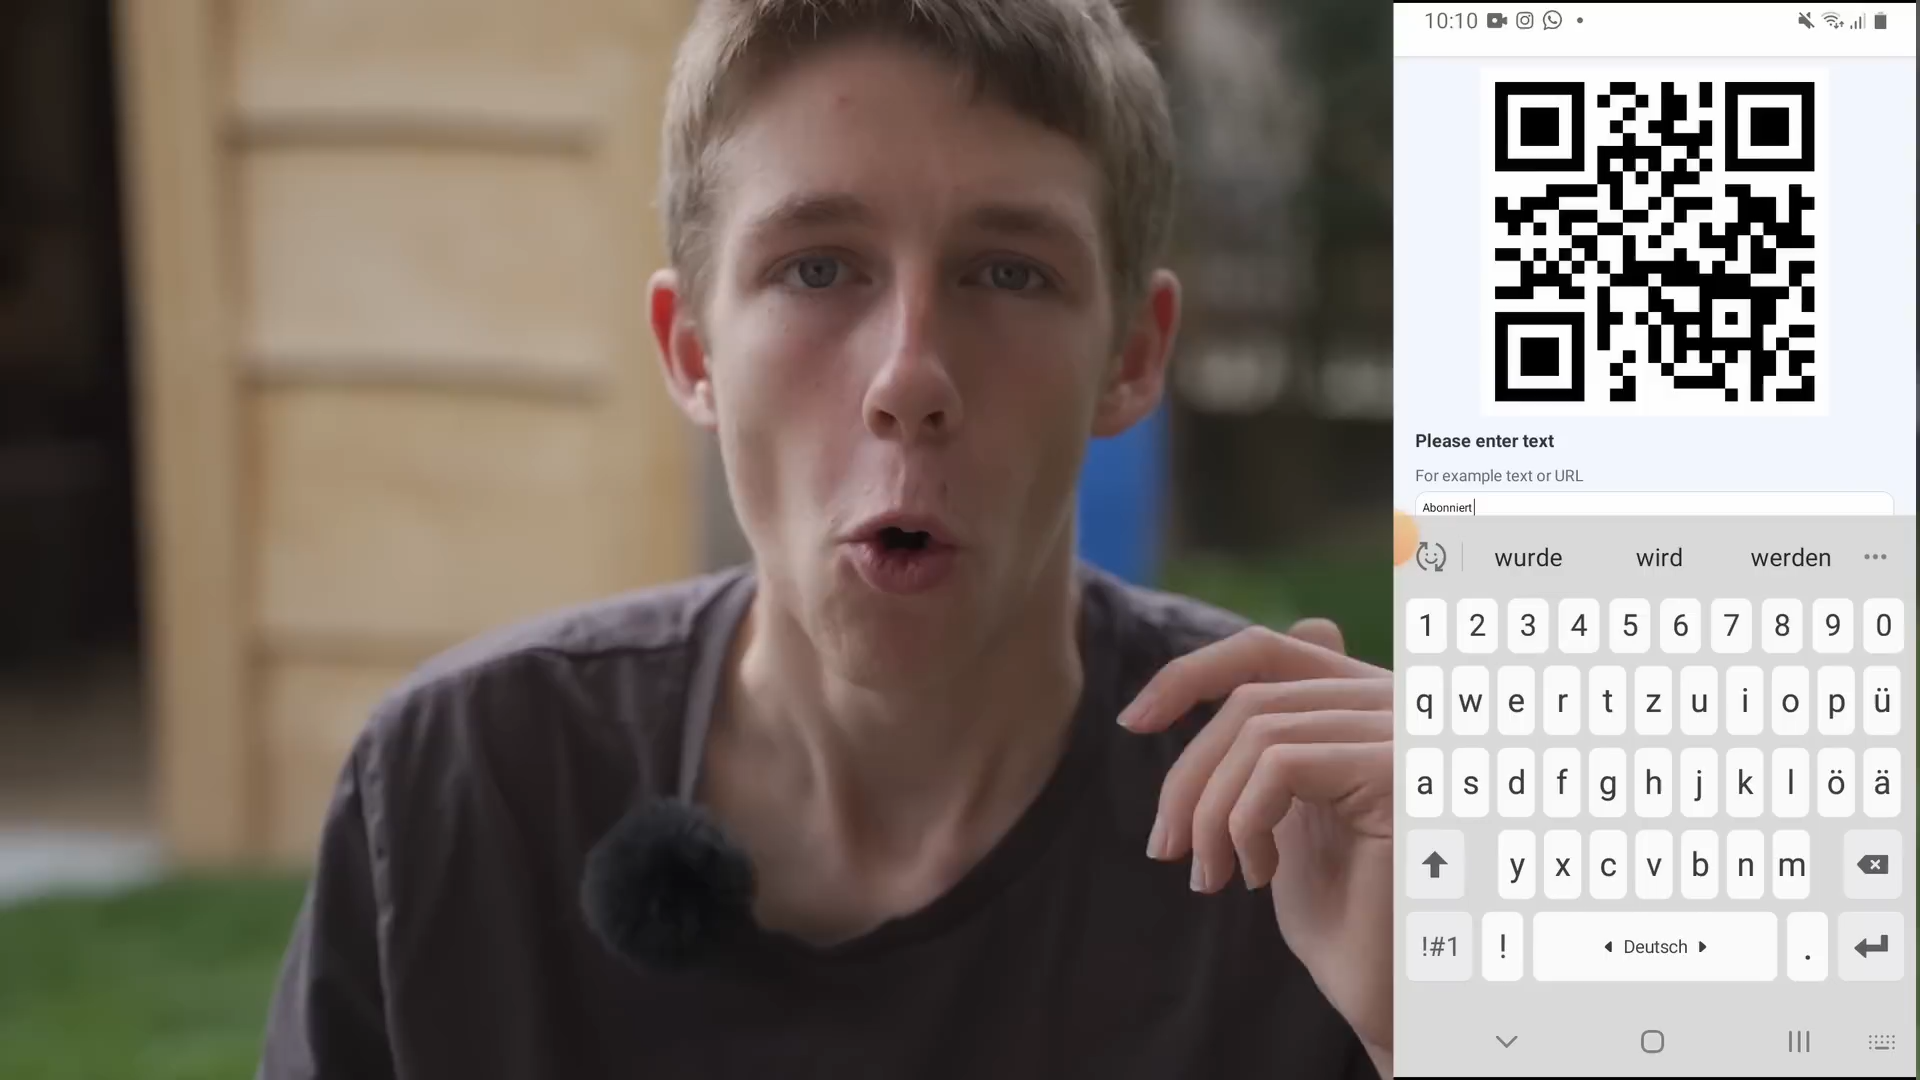 10:10
Please enter text
For example text or URL
Abonniert
wurde wird werden
1 2 3 4 5 6 7 8 9 0
q w e r t z u i o p ü
a s d f g h j k l ö ä
y x c v b n m
!#1 ! Deutsch .